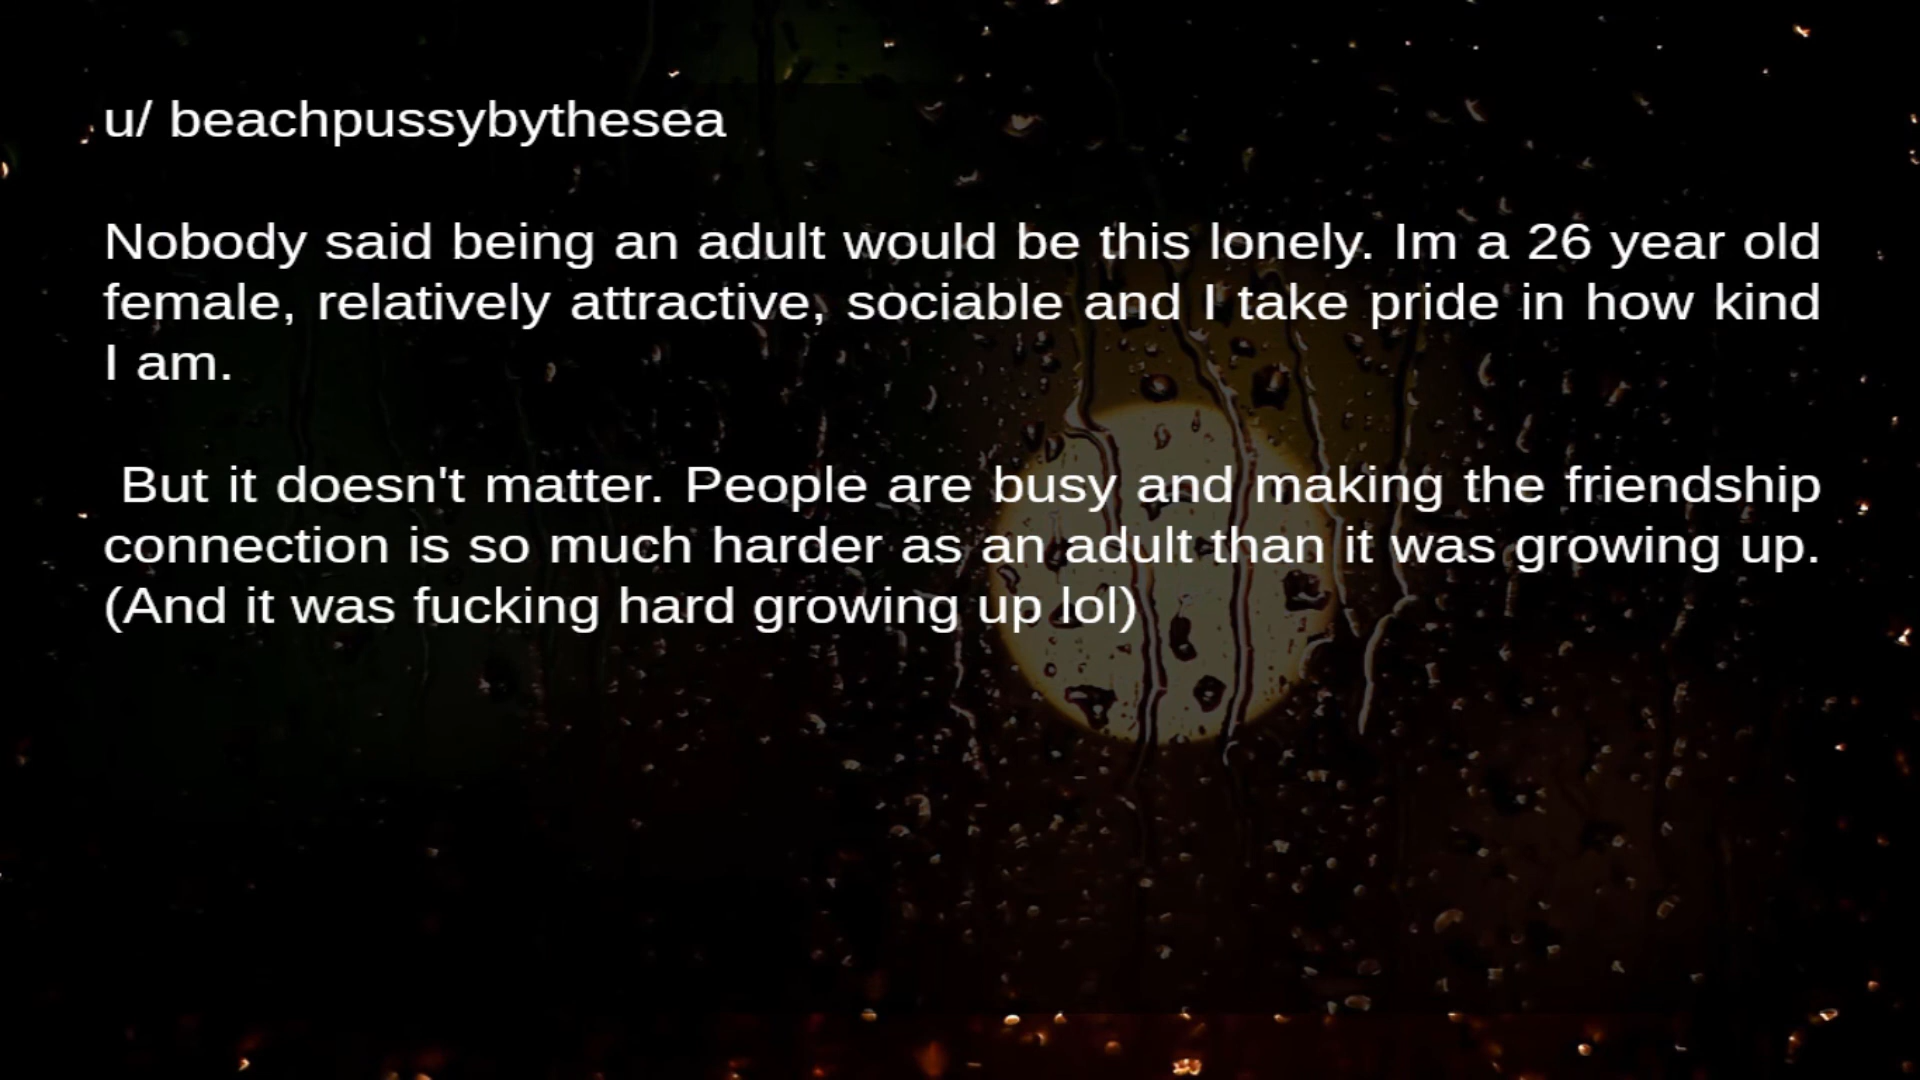 u/ beachpussybythesea
Nobody said being an adult would be this lonely. Im a 26 year old
female, relatively attractive, sociable and I take pride in how kind
I am.
But it doesn't matter. People are busy and making the friendship
connection is so much harder as an adult than it was growing up.
(And it was fucking hard growing up lol)